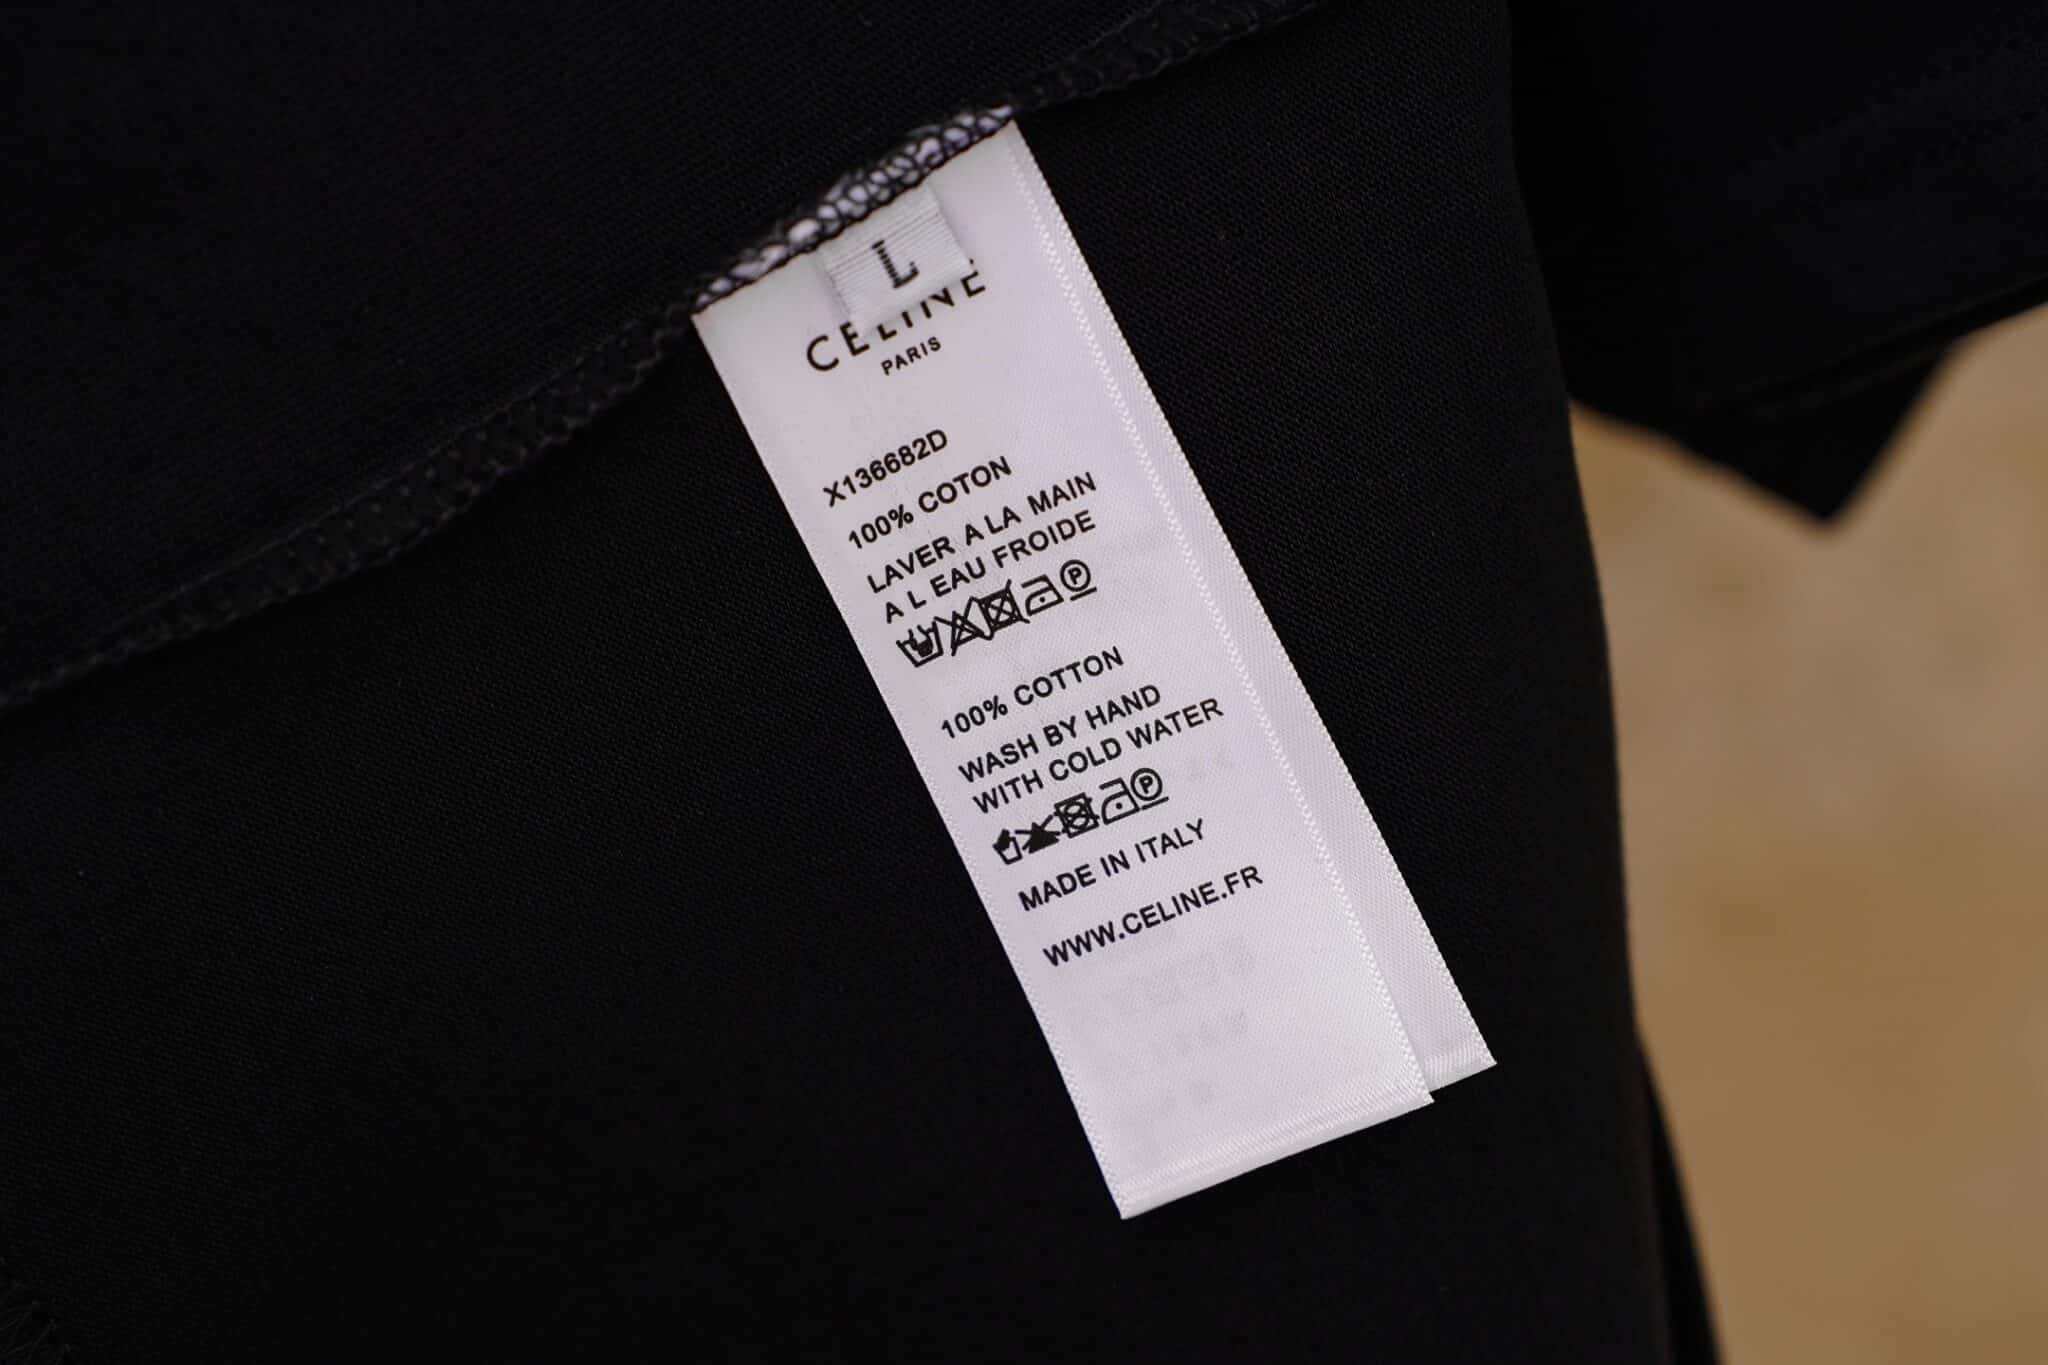 L
CELINE
PARIS
X136682D
100% COTON
LAVER A LA MAIN
A L EAU FROIDE
P
100% COTTON
WASH BY HAND
WITH COLD WATER
P
MADE IN ITALY
WWW.CELINE.FR